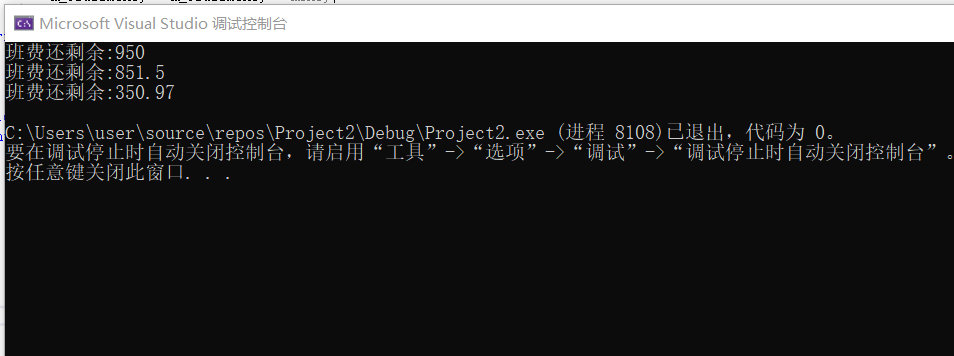 Microsoft Visual Studio 调试控制台
班费还剩余:950
班费还剩余:851.5
班费还剩余:350.97
C:\Users\user\source\repos\Project2\Debug\Project2.exe (进程 8108)已退出，代码为 0。
要在调试停止时自动关闭控制台，请启用“工具”->“选项”->“调试”->“调试停止时自动关闭控制台”。
按任意键关闭此窗口. . .